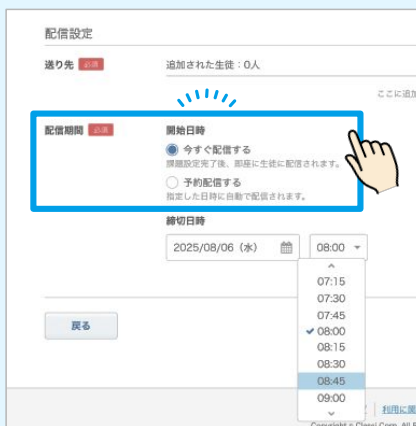 配信設定
送り先 必須 追加された生徒：0人
ここに追加
配信期間 必須 開始日時
今すぐ配信する
課題設定完了後、即座に生徒に配信されます。
予約配信する
指定した日時に自動で配信されます。
締切日時
2025/08/06（水） 08:00
07:15
07:30
07:45
08:00
08:15
08:30
08:45
09:00
戻る
利用に関